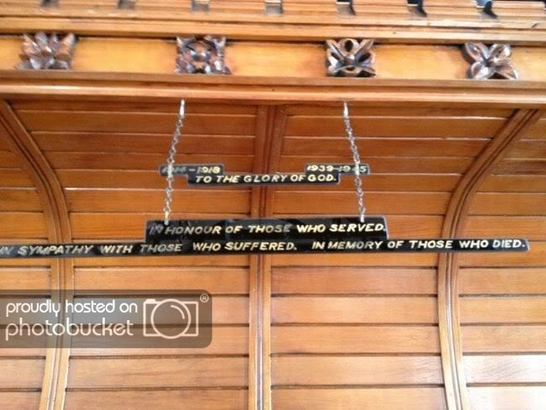 1914-1918 1939-1945
TO THE GLORY OF GOD.
IN HONOUR OF THOSE WHO SERVED.
IN SYMPATHY WITH THOSE WHO SUFFERED. IN MEMORY OF THOSE WHO DIED.
proudly hosted on
photobucket